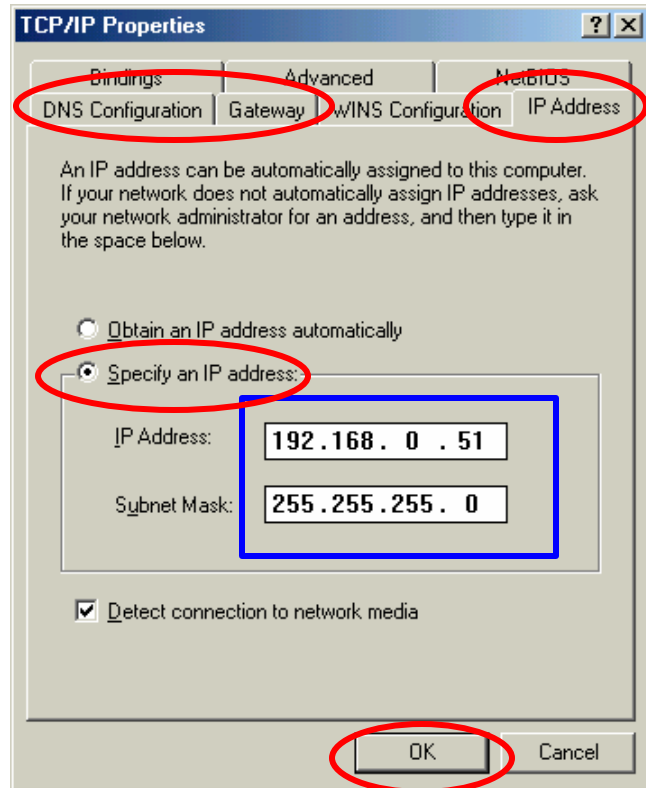 TCP/IP Properties
Bindings Advanced NetBIOS
DNS Configuration Gateway WINS Configuration IP Address
An IP address can be automatically assigned to this computer.
If your network does not automatically assign IP addresses, ask
your network administrator for an address, and then type it in
the space below.
Obtain an IP address automatically
Specify an IP address:
IP Address: 192.168. 0 .51
Subnet Mask: 255.255.255. 0
Detect connection to network media
OK Cancel